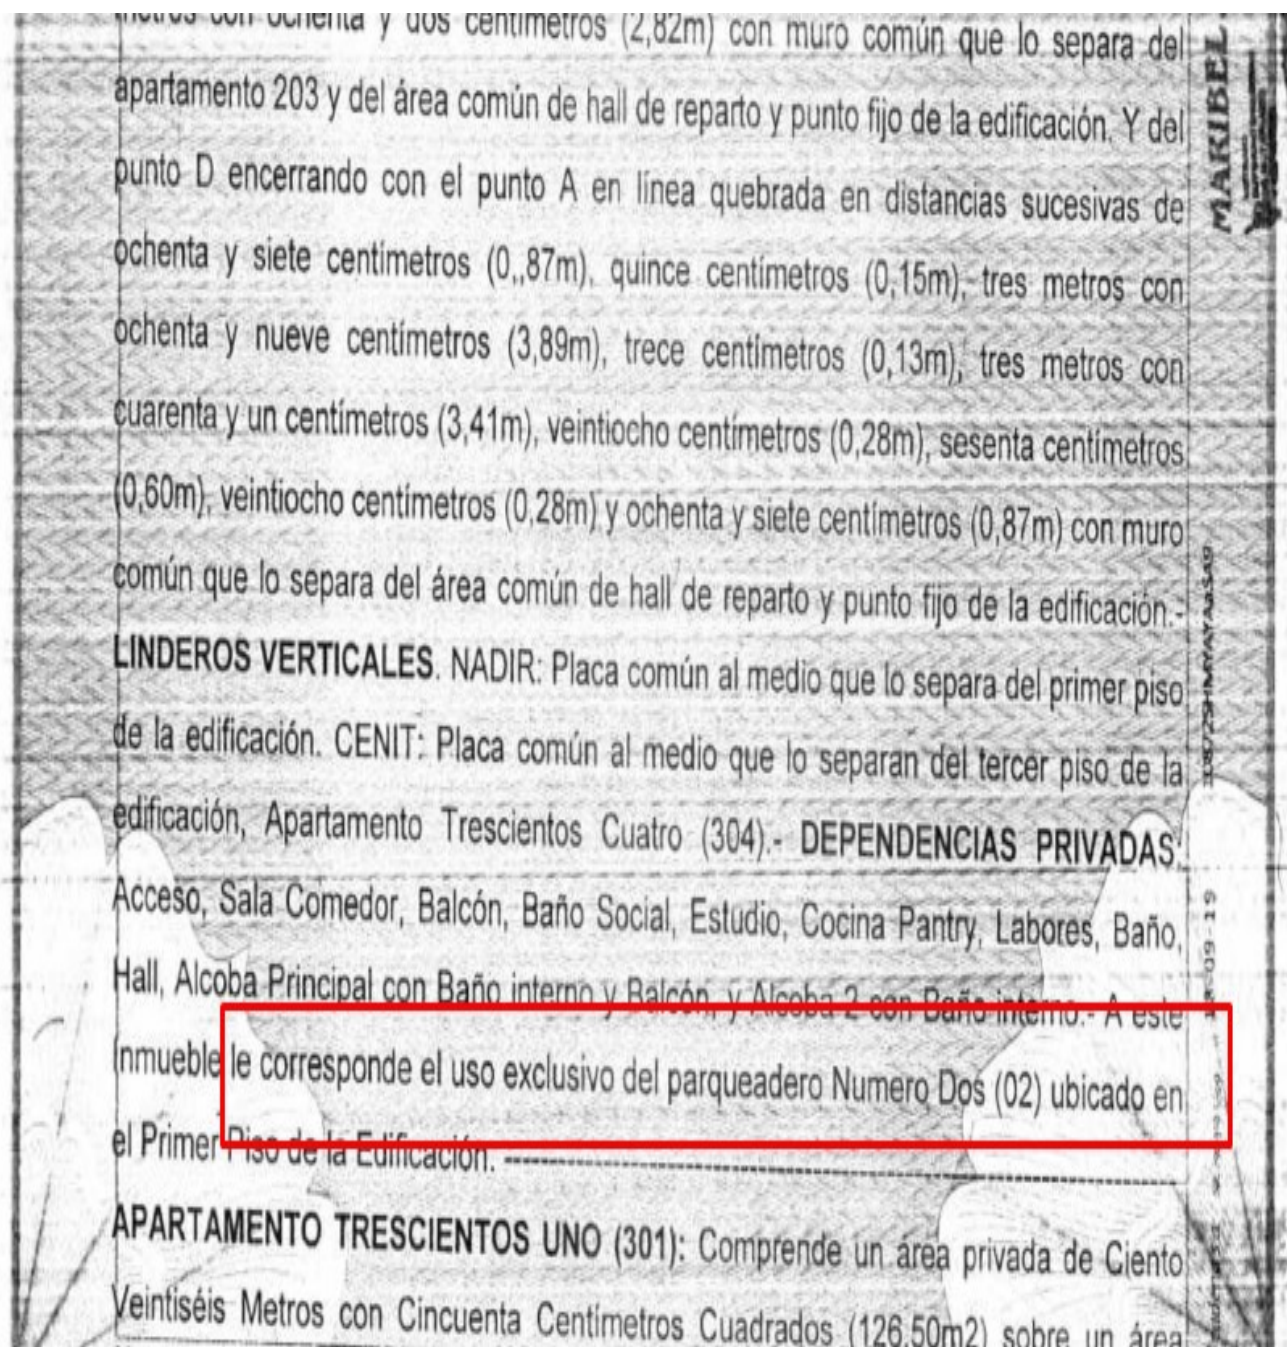 metros con ochenta y dos centímetros (2,82m) con muro común que lo separa del
apartamento 203 y del área común de hall de reparto y punto fijo de la edificación. Y del
punto D encerrando con el punto A en línea quebrada en distancias sucesivas de
ochenta y siete centímetros (0,,87m), quince centímetros (0,15m), tres metros con
ochenta y nueve centímetros (3,89m), trece centímetros (0,13m), tres metros con
cuarenta y un centímetros (3,41m), veintiocho centímetros (0,28m), sesenta centímetros
(0,60m), veintiocho centímetros (0,28m) y ochenta y siete centímetros (0,87m) con muro
común que lo separa del área común de hall de reparto y punto fijo de la edificación.-
LINDEROS VERTICALES. NADIR: Placa común al medio que lo separa del primer piso
de la edificación. CENIT: Placa común al medio que lo separan del tercer piso de la
edificación, Apartamento Trescientos Cuatro (304).- DEPENDENCIAS PRIVADAS:
Acceso, Sala Comedor, Balcón, Baño Social, Estudio, Cocina Pantry, Labores, Baño,
Hall, Alcoba Principal con Baño interno y Balcón, y Alcoba 2 con Baño interno.- A este
Inmueble le corresponde el uso exclusivo del parqueadero Numero Dos (02) ubicado en
el Primer Piso de la Edificación.
APARTAMENTO TRESCIENTOS UNO (301): Comprende un área privada de Ciento
Veintiséis Metros con Cincuenta Centímetros Cuadrados (126,50m2) sobre un área
MARIBEL